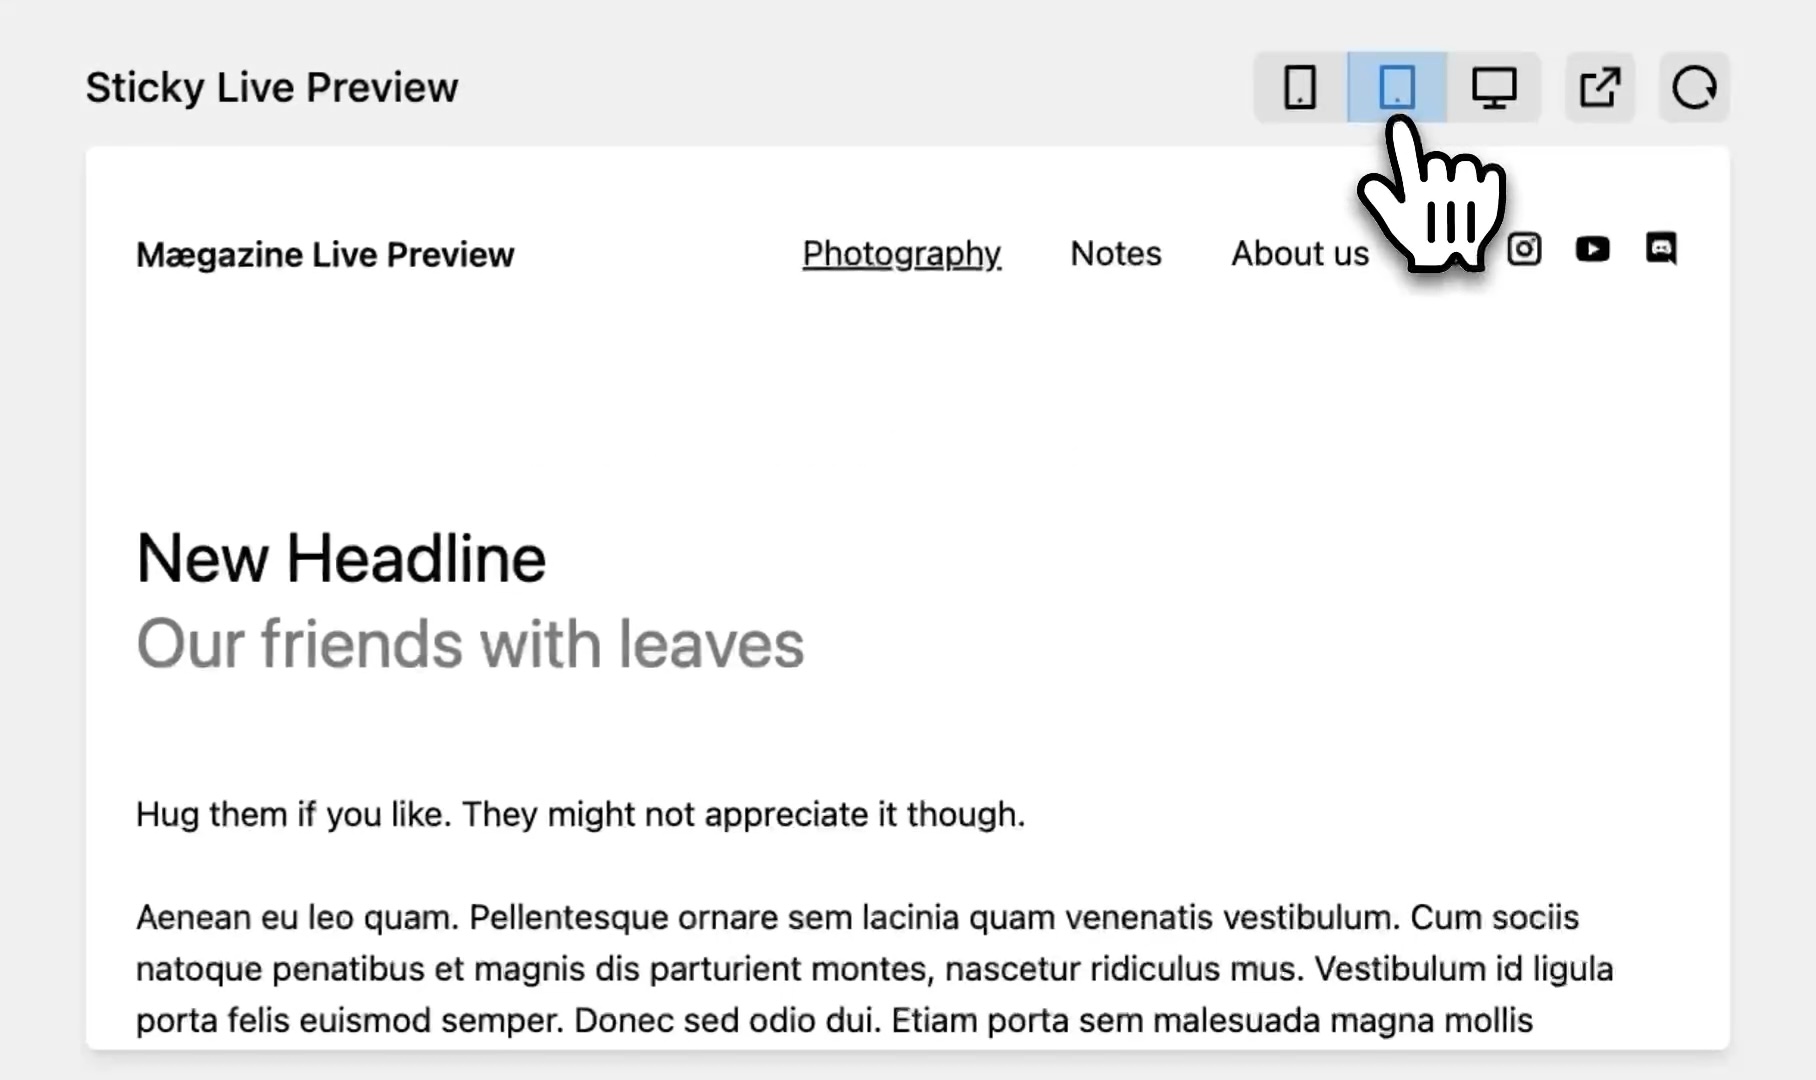 Sticky Live Preview
Mægazine Live Preview
Photography
Notes
About us
New Headline
Our friends with leaves
Hug them if you like. They might not appreciate it though.
Aenean eu leo quam. Pellentesque ornare sem lacinia quam venenatis vestibulum. Cum sociis
natoque penatibus et magnis dis parturient montes, nascetur ridiculus mus. Vestibulum id ligula
porta felis euismod semper. Donec sed odio dui. Etiam porta sem malesuada magna mollis